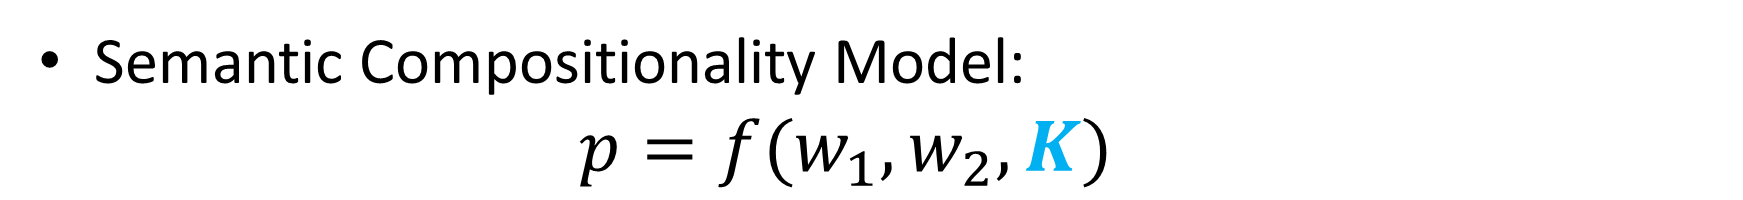 • Semantic Compositionality Model:
p = f(w₁, w₂, K)